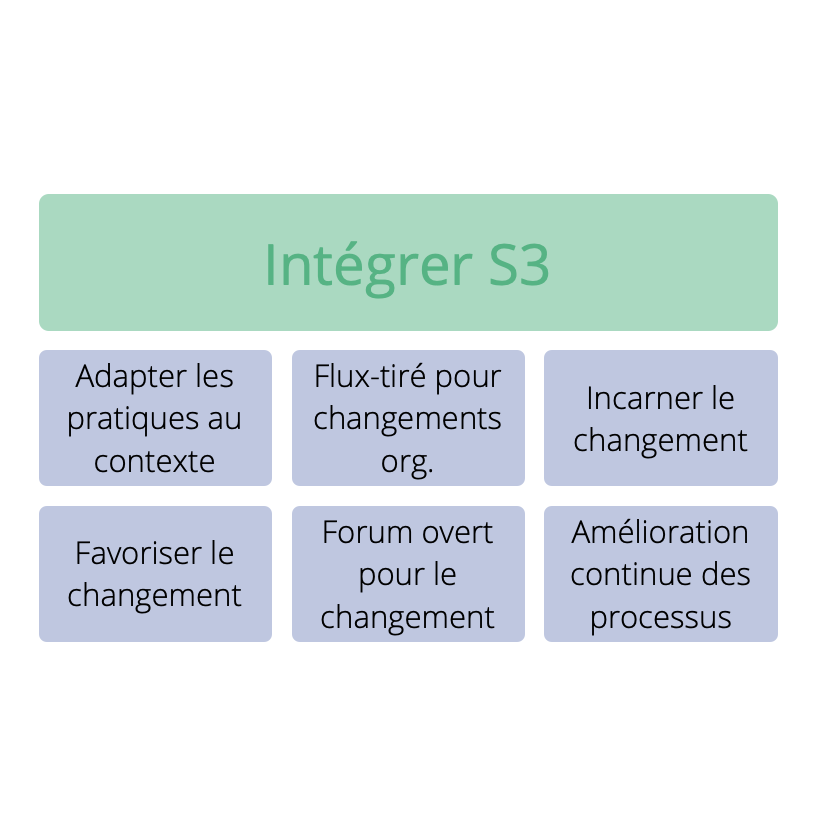 Intégrer S3
Adapter les
pratiques au
contexte
Flux-tiré pour
changements
org.
Incarner le
changement
Favoriser le
changement
Forum overt
pour le
changement
Amélioration
continue des
processus